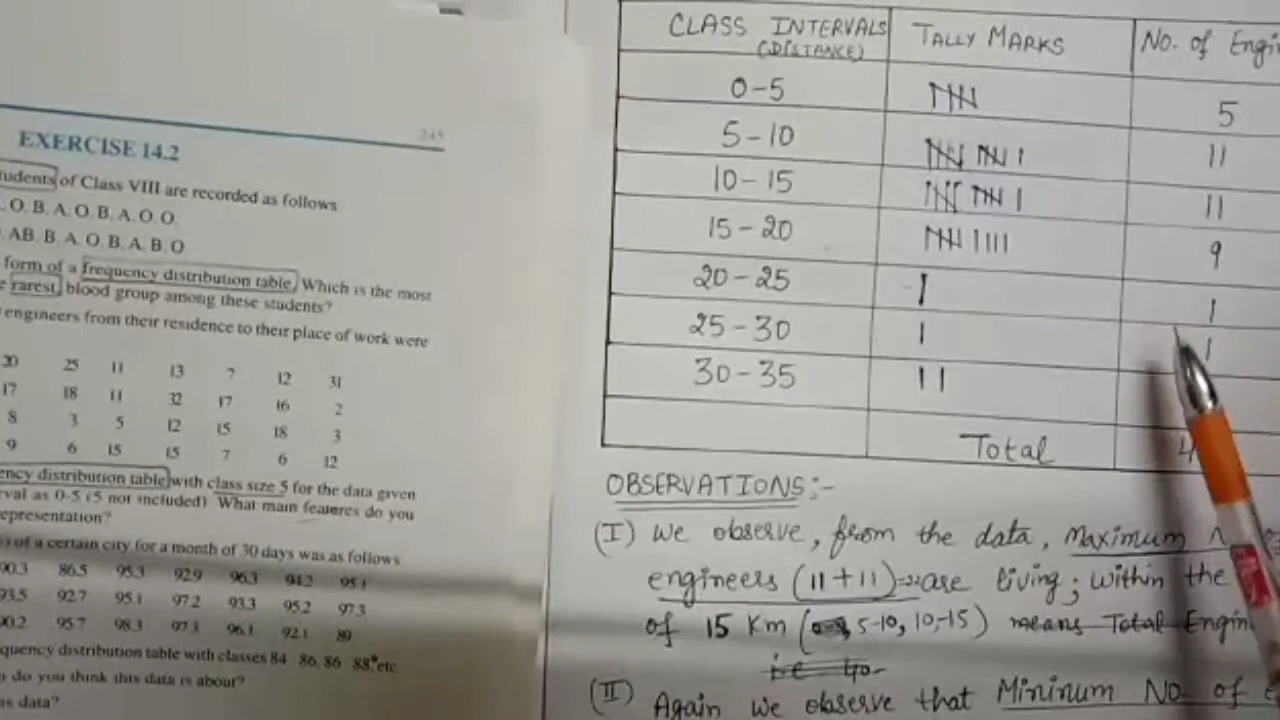 245
EXERCISE 14.2
tudents of Class VIII are recorded as follows
O. B. A. O. B. A. O. O.
AB. B. A. O. B. A. B. O
form of a frequency distribution table. Which is the most
rarest, blood group among these students?
engineers from their residence to their place of work were
20 25 11 13 7 12 31
17 18 11 32 17 16 2
8 3 5 12 15 18 3
9 6 15 15 7 6 12
ency distribution table with class size 5 for the data given
rval as 0-5 (5 not included) What main features do you
epresentation?
of a certain city for a month of 30 days was as follows
90.3 86.5 95.3 92.9 96.3 94.2 95.1
93.5 92.7 95.1 97.2 93.3 95.2 97.3
90.2 95.7 98.3 97.3 96.1 92.1 89
quency distribution table with classes 84 86, 86 88 etc
do you think this data is about?
as data?
CLASS INTERVALS (DISTANCE) TALLY MARKS No. of Engi
0-5 5
5-10 11
10-15 11
15-20 9
20-25 1
25-30 1
30-35
Total 4
OBSERVATIONS:-
(I) We observe, from the data, Maximum
engineers (11+11)=22 are living; within the
of 15 Km (5-10, 10-15) means Total Engin
i.e 40
(II) Again we observe that Mininum No. of